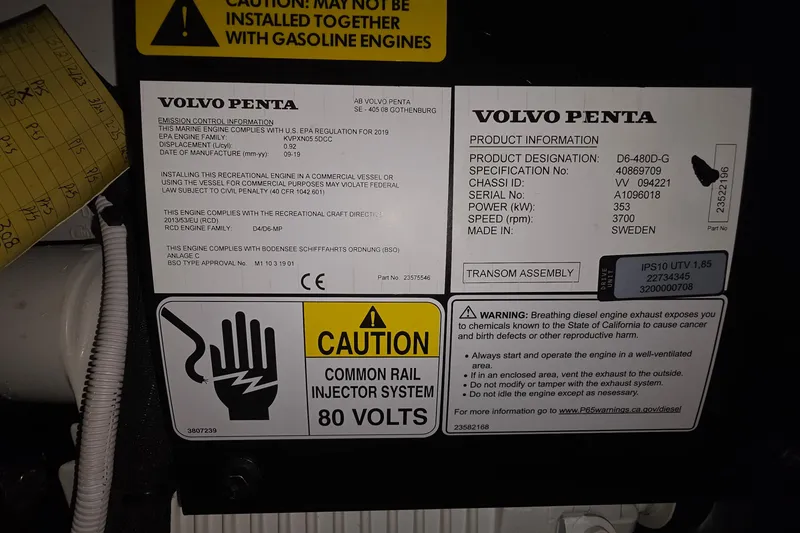 CAUTION: MAY NOT BE
INSTALLED TOGETHER
WITH GASOLINE ENGINES
VOLVO PENTA
AB VOLVO PENTA
SE - 405 08 GOTHENBURG
EMISSION CONTROL INFORMATION
THIS MARINE ENGINE COMPLIES WITH U.S. EPA REGULATION FOR 2019.
EPA ENGINE FAMILY: KVPXN05.5DCC
DISPLACEMENT (L/cyl): 0.92
DATE OF MANUFACTURE (mm-yy): 09-19
INSTALLING THIS RECREATIONAL ENGINE IN A COMMERCIAL VESSEL OR
USING THE VESSEL FOR COMMERCIAL PURPOSES MAY VIOLATE FEDERAL
LAW SUBJECT TO CIVIL PENALTY (40 CFR 1042.601)
THIS ENGINE COMPLIES WITH THE RECREATIONAL CRAFT DIRECTIVE
2013/53/EU (RCD)
RCD ENGINE FAMILY: D4/D6-MP
THIS ENGINE COMPLIES WITH BODENSEE SCHIFFFAHRTS ORDNUNG (BSO)
ANLAGE C
BSO TYPE APPROVAL No. M1 10 3 19 01
CE
Part No 23575546
VOLVO PENTA
PRODUCT INFORMATION
PRODUCT DESIGNATION: D6-480D-G
SPECIFICATION No: 40869709
CHASSI ID: VV 094221
SERIAL No: A1096018
POWER (kW): 353
SPEED (rpm): 3700
MADE IN: SWEDEN
23522196
Part No
TRANSOM ASSEMBLY
DRIVE UNIT
IPS10 UTV 1,85
22734345
3200000708
CAUTION
COMMON RAIL
INJECTOR SYSTEM
80 VOLTS
3807239
WARNING: Breathing diesel engine exhaust exposes you
to chemicals known to the State of California to cause cancer
and birth defects or other reproductive harm.
• Always start and operate the engine in a well-ventilated
area.
• If in an enclosed area, vent the exhaust to the outside.
• Do not modify or tamper with the exhaust system.
• Do not idle the engine except as nesessary.
For more information go to www.P65warnings.ca.gov/diesel
23582168
Pis
Pis
Pis
Pis
308